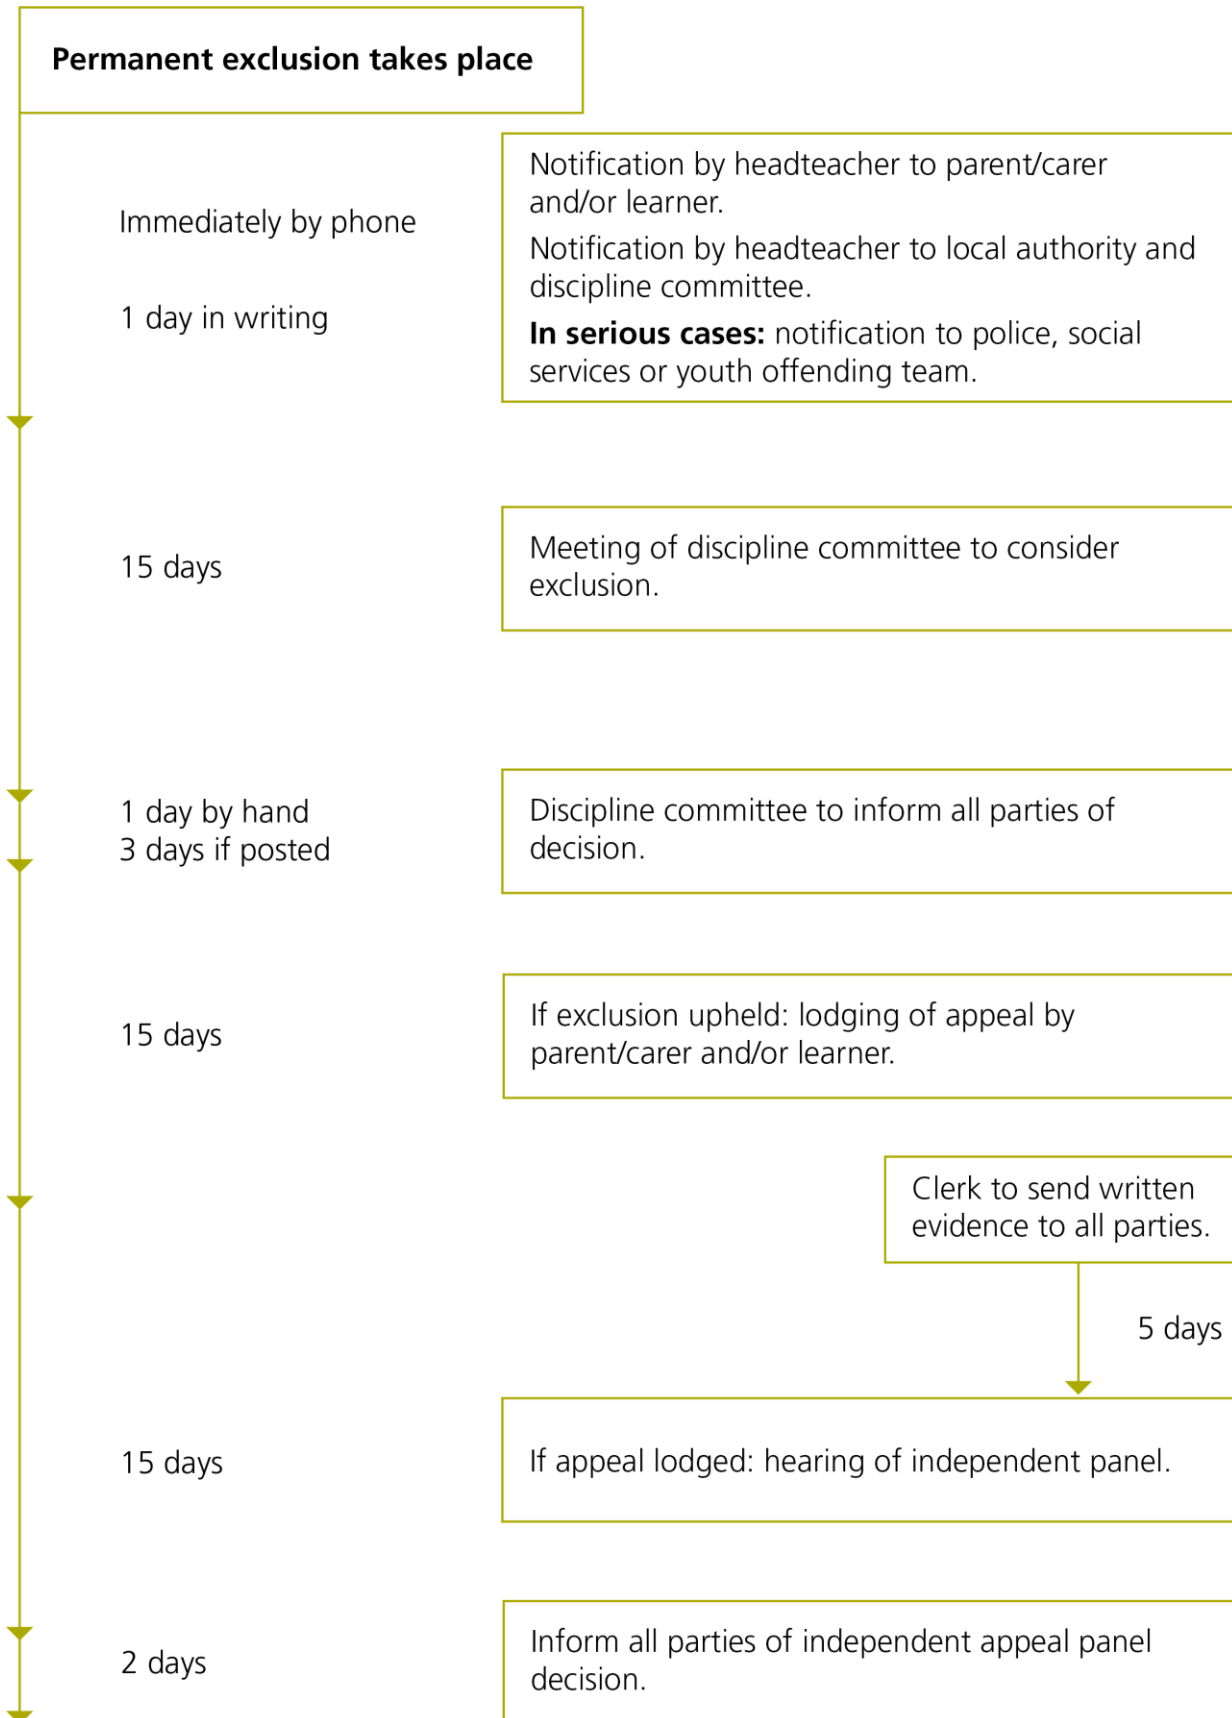 Permanent exclusion takes place
Immediately by phone
1 day in writing
Notification by headteacher to parent/carer
and/or learner.
Notification by headteacher to local authority and
discipline committee.
In serious cases: notification to police, social
services or youth offending team.
15 days
Meeting of discipline committee to consider
exclusion.
1 day by hand
3 days if posted
Discipline committee to inform all parties of
decision.
15 days
If exclusion upheld: lodging of appeal by
parent/carer and/or learner.
Clerk to send written
evidence to all parties.
5 days
15 days
If appeal lodged: hearing of independent panel.
2 days
Inform all parties of independent appeal panel
decision.